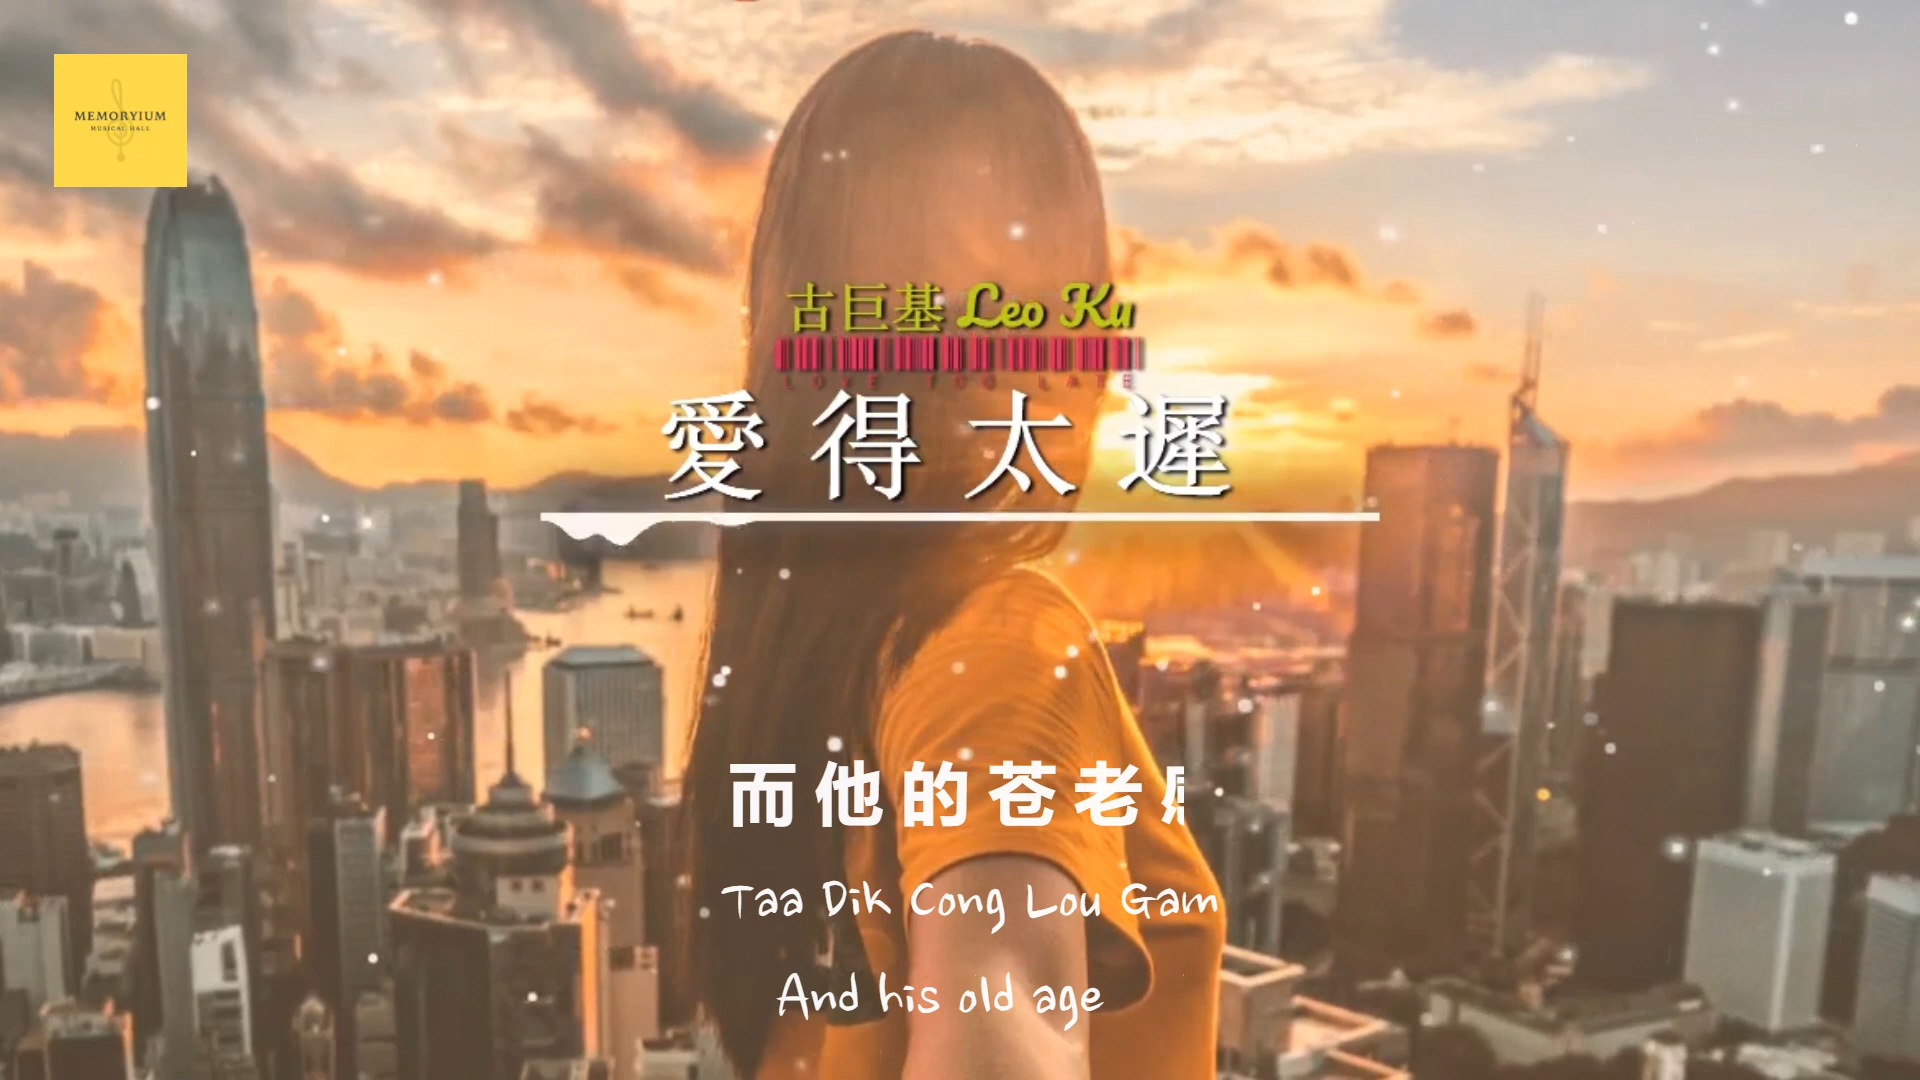 MEMORYIUM
MUSICAL HALL
古巨基 Leo Ku
LOVE TOO LATE
愛得太遲
而他的苍老
Taa Dik Cong Lou Gam
And his old age